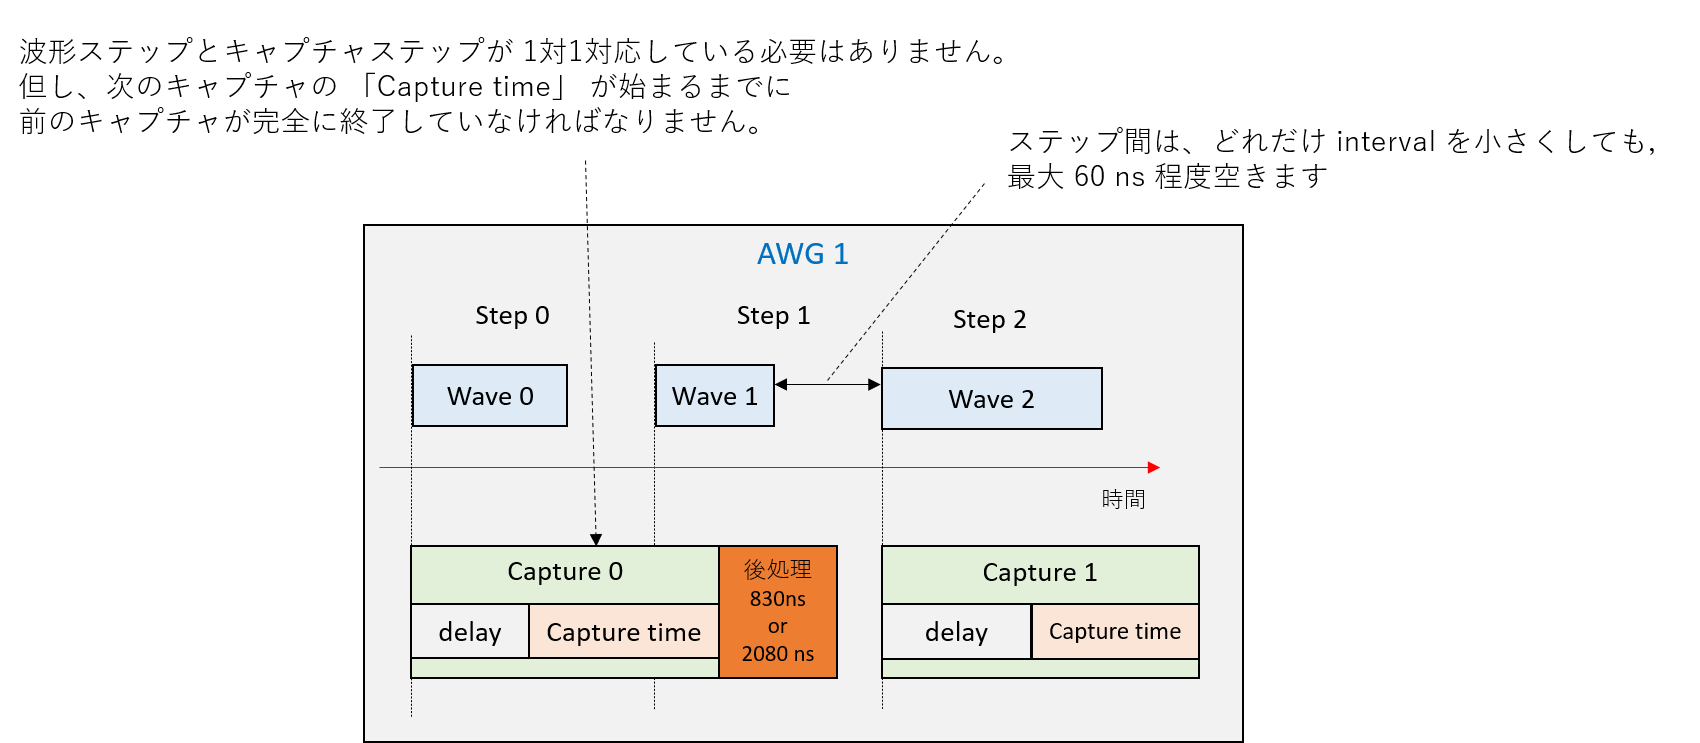 波形ステップとキャプチャステップが 1対1対応している必要はありません。
但し、次のキャプチャの 「Capture time」 が始まるまでに
前のキャプチャが完全に終了していなければなりません。
ステップ間は、どれだけ interval を小さくしても,
最大 60 ns 程度空きます
AWG 1
Step 0
Step 1
Step 2
Wave 0
Wave 1
Wave 2
時間
Capture 0
後処理
830ns
or
2080 ns
delay
Capture time
Capture 1
delay
Capture time